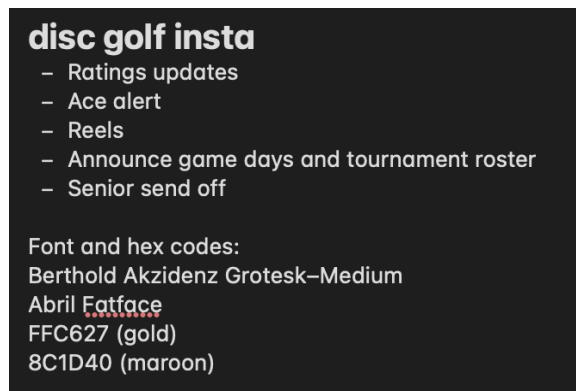 disc golf insta
– Ratings updates
– Ace alert
– Reels
– Announce game days and tournament roster
– Senior send off
Font and hex codes:
Berthold Akzidenz Grotesk–Medium
Abril Fatface
FFC627 (gold)
8C1D40 (maroon)